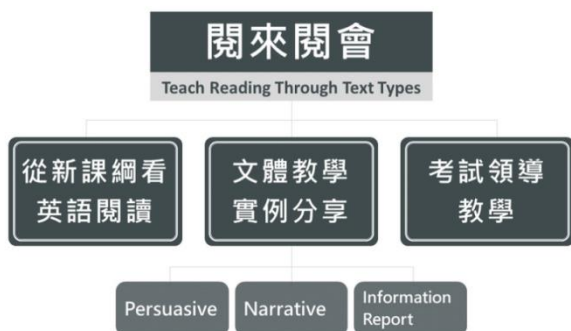 閱來閱會
Teach Reading Through Text Types
從新課綱看
英語閱讀
文體教學
實例分享
考試領導
教學
Persuasive
Narrative
Information
Report